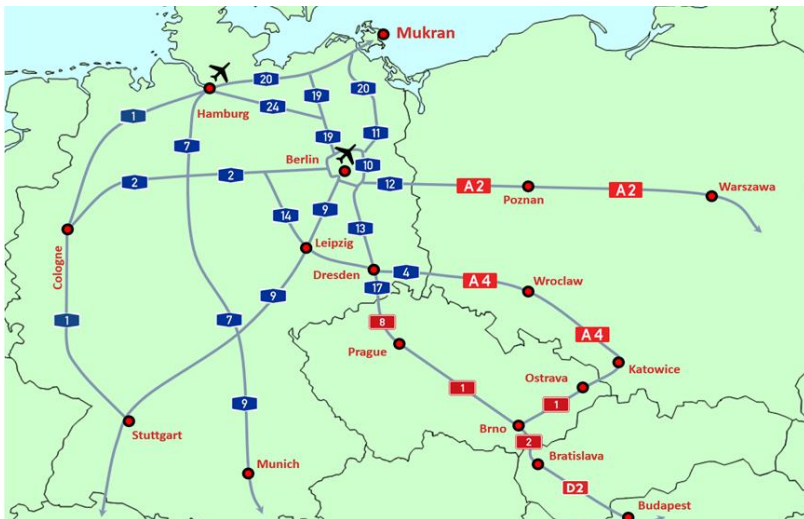 Mukran
20
20
19
1
Hamburg
24
7
19
11
Berlin
10
2
2
12
A2
A2
Poznan
Warszawa
14
9
13
Cologne
Leipzig
Dresden
4
A4
17
Wroclaw
9
1
7
8
A4
Prague
Katowice
Ostrava
1
1
9
Brno
Stuttgart
2
Munich
Bratislava
D2
Budapest